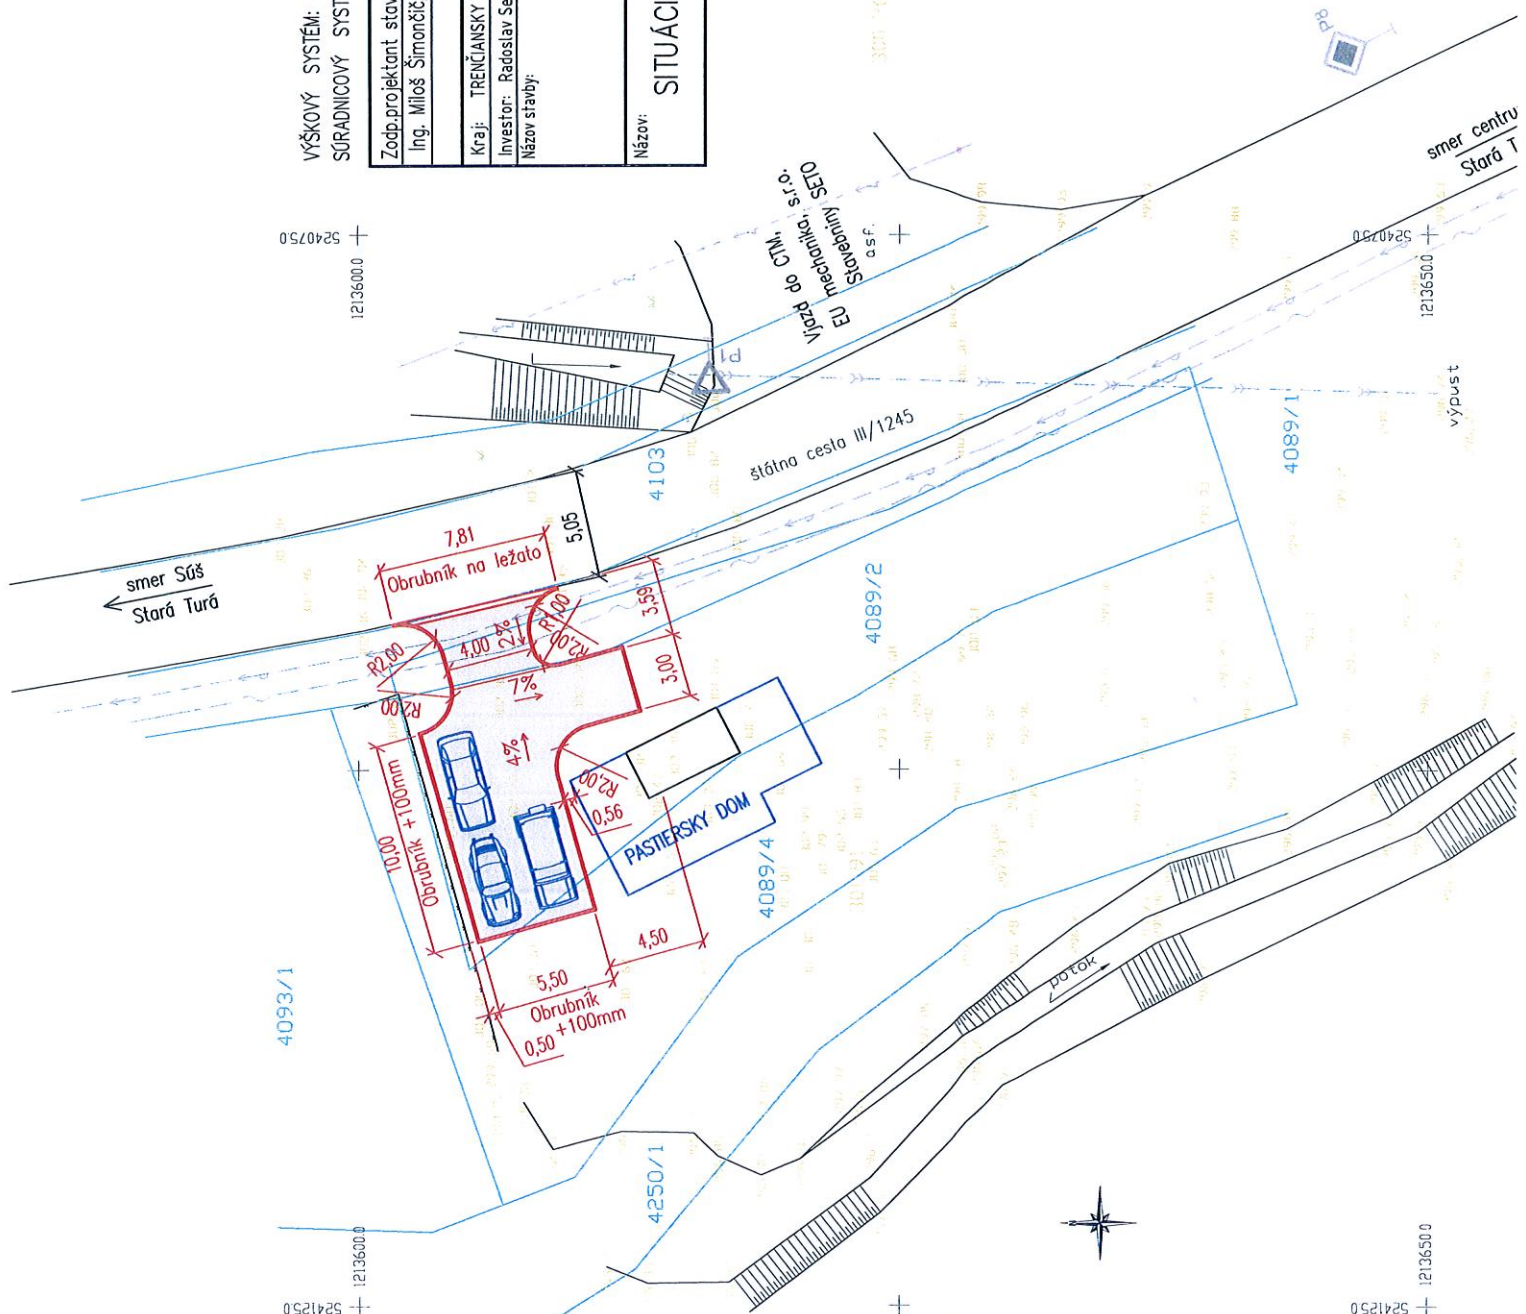 VÝŠKOVÝ SYSTÉM:
SÚRADNICOVÝ SYST
Zodp.projektant stav
Ing. Miloš Šimončič
Kraj: TRENČIANSKY
Investor: Radoslav Se
Názov stavby:
Názov:
SITUÁCI
P8
smer centru
Stará T
524075.0
1213600.0
524075.0
1213650.0
Vjazd do CTM,
EU mechanika, s.r.o.
Stavebniny SETO
asf.
P1
výpust
štátna cesta III/1245
4103
4089/1
4089/2
smer Súš
Stará Turá
7,81
Obrubník na ležato
5,05
R2,00
R2,00
4,00
2%
R1,00
R2,00
3,59
3,00
7%
4%
R2,00
0,56
10,00
Obrubník +100mm
PASTIERSKY DOM
4089/4
4,50
5,50
Obrubník
+100mm
0,50
4093/1
potok
4250/1
524125.0
1213600.0
524125.0
1213650.0